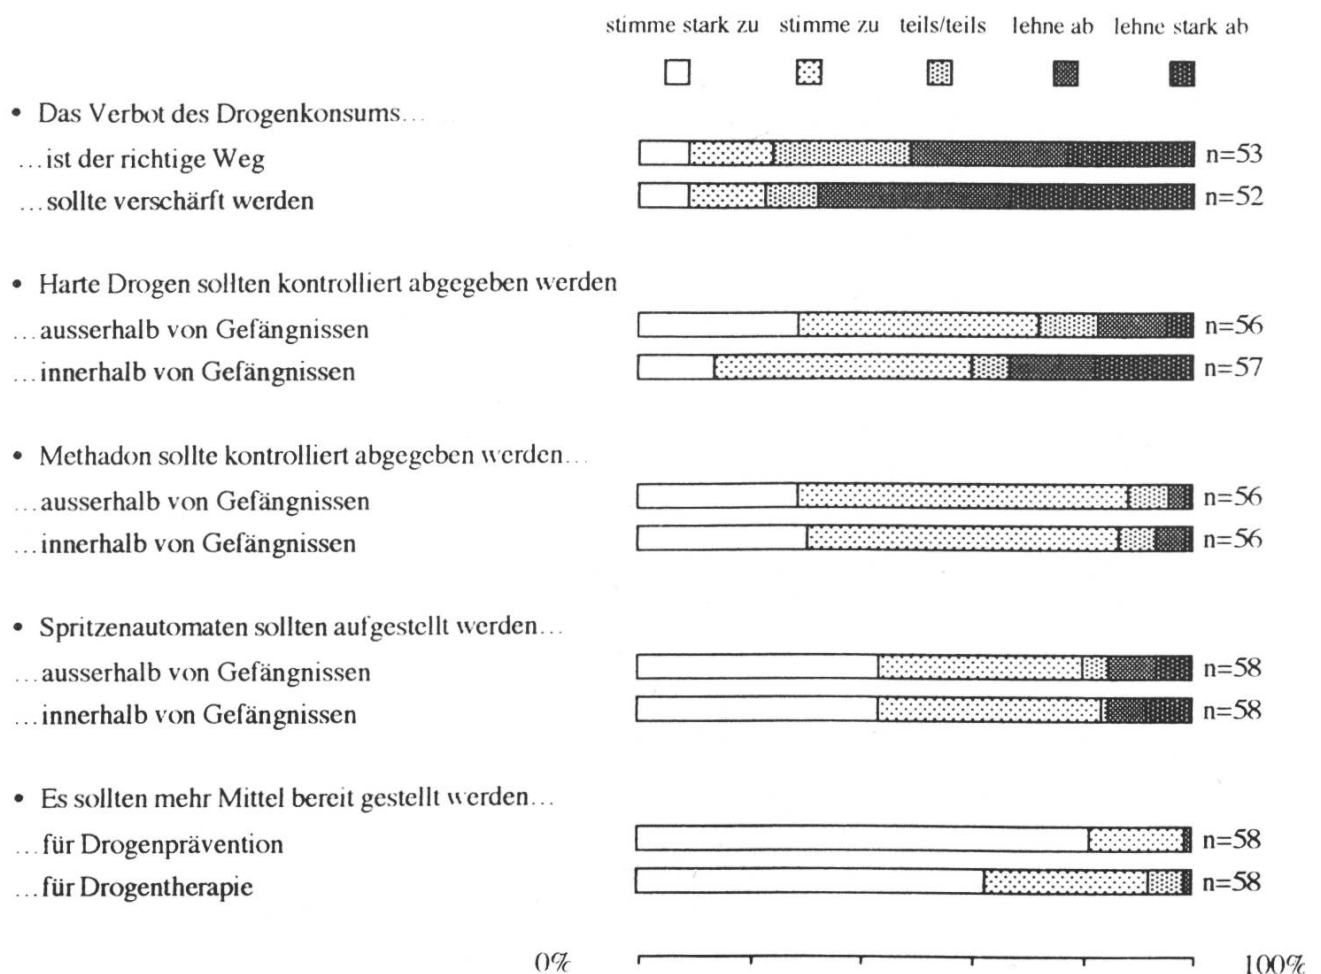 stimme stark zu stimme zu teils/teils lehne ab lehne stark ab
• Das Verbot des Drogenkonsums...
...ist der richtige Weg n=53
...sollte verschärft werden n=52
• Harte Drogen sollten kontrolliert abgegeben werden
...ausserhalb von Gefängnissen n=56
...innerhalb von Gefängnissen n=57
• Methadon sollte kontrolliert abgegeben werden...
...ausserhalb von Gefängnissen n=56
...innerhalb von Gefängnissen n=56
• Spritzenautomaten sollten aufgestellt werden...
...ausserhalb von Gefängnissen n=58
...innerhalb von Gefängnissen n=58
• Es sollten mehr Mittel bereit gestellt werden...
...für Drogenprävention n=58
...für Drogentherapie n=58
0% 100%